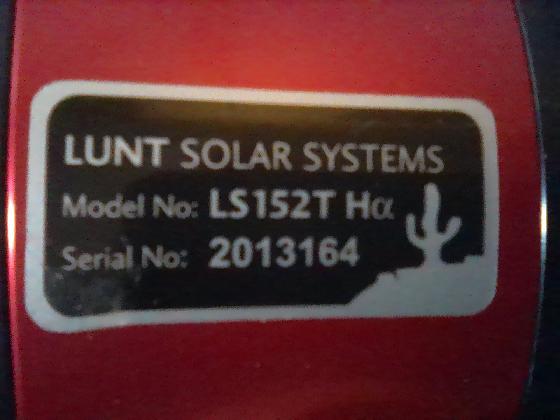 LUNT SOLAR SYSTEMS
Model No: LS152T Hα
Serial No: 2013164